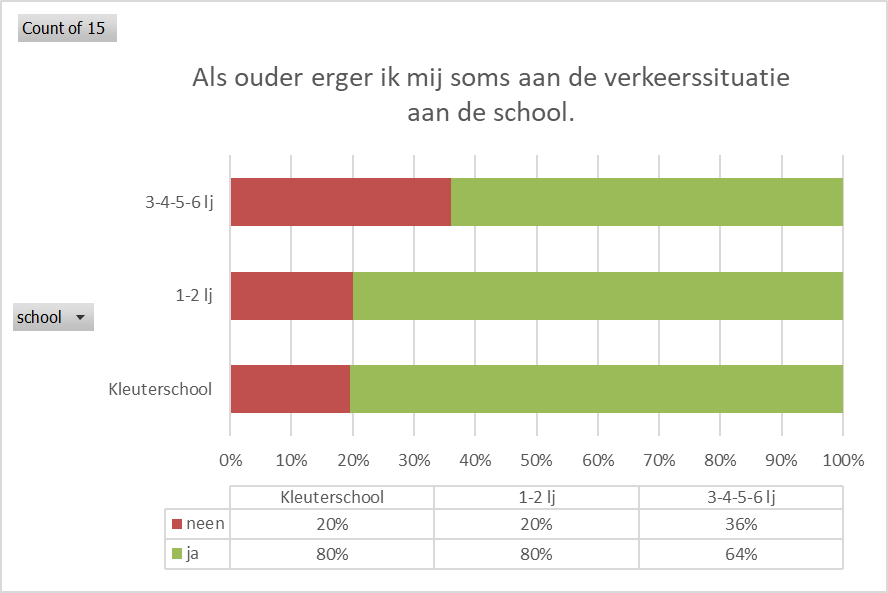 Count of 15
Als ouder erger ik mij soms aan de verkeerssituatie
aan de school.
3-4-5-6 lj
1-2 lj
school
Kleuterschool
0% 10% 20% 30% 40% 50% 60% 70% 80% 90% 100%
Kleuterschool 1-2 lj 3-4-5-6 lj
neen 20% 20% 36%
ja 80% 80% 64%